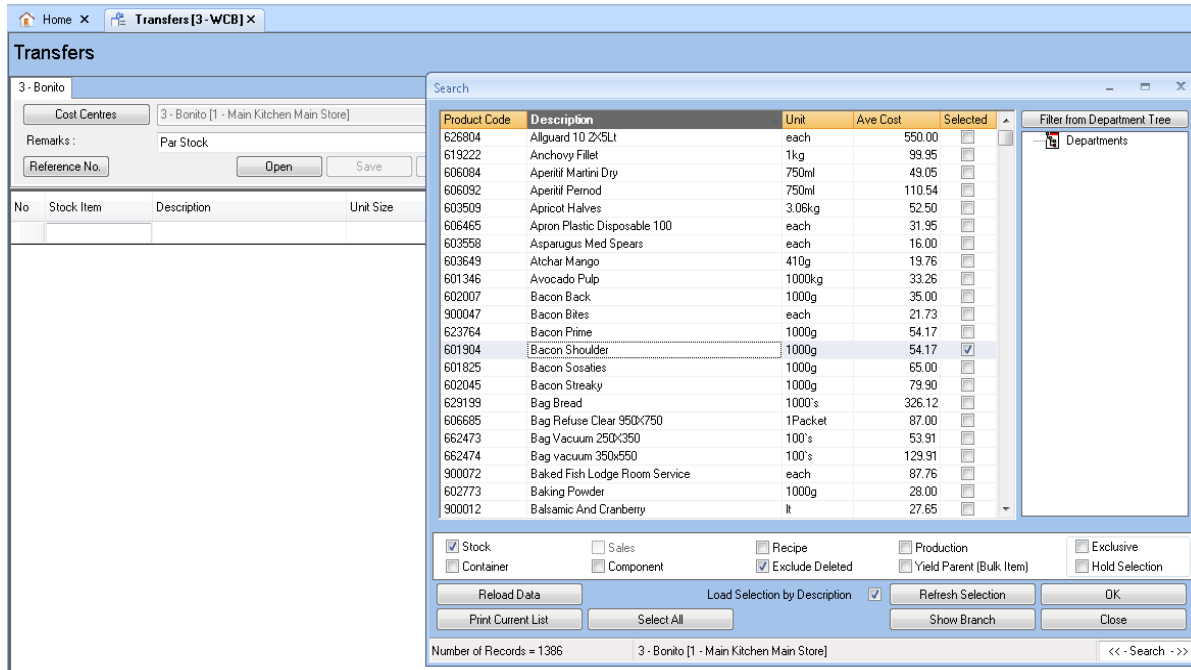 Home X Transfers [3 - WCB] X
Transfers
3 - Bonito
Cost Centres 3 - Bonito [1 - Main Kitchen Main Store]
Remarks : Par Stock
Reference No. Open Save
No Stock Item Description Unit Size
Search
Product Code Description Unit Ave Cost Selected
626804 Allguard 10 2X5Lt each 550.00
619222 Anchovy Fillet 1kg 99.95
606084 Aperitif Martini Dry 750ml 49.05
606092 Aperitif Pernod 750ml 110.54
603509 Apricot Halves 3.06kg 52.50
606465 Apron Plastic Disposable 100 each 31.95
603558 Asparugus Med Spears each 16.00
603649 Atchar Mango 410g 19.76
601346 Avocado Pulp 1000kg 33.26
602007 Bacon Back 1000g 35.00
900047 Bacon Bites each 21.73
623764 Bacon Prime 1000g 54.17
601904 Bacon Shoulder 1000g 54.17
601825 Bacon Sosaties 1000g 65.00
602045 Bacon Streaky 1000g 79.90
629199 Bag Bread 1000`s 326.12
606685 Bag Refuse Clear 950X750 1Packet 87.00
662473 Bag Vacuum 250X350 100`s 53.91
662474 Bag vacuum 350x550 100`s 129.91
900072 Baked Fish Lodge Room Service each 87.76
602773 Baking Powder 1000g 28.00
900012 Balsamic And Cranberry lt 27.65
Filter from Department Tree
Departments
Stock Sales Recipe Production Exclusive
Container Component Exclude Deleted Yield Parent (Bulk Item) Hold Selection
Reload Data Load Selection by Description Refresh Selection OK
Print Current List Select All Show Branch Close
Number of Records = 1386 3 - Bonito [1 - Main Kitchen Main Store] << - Search - >>